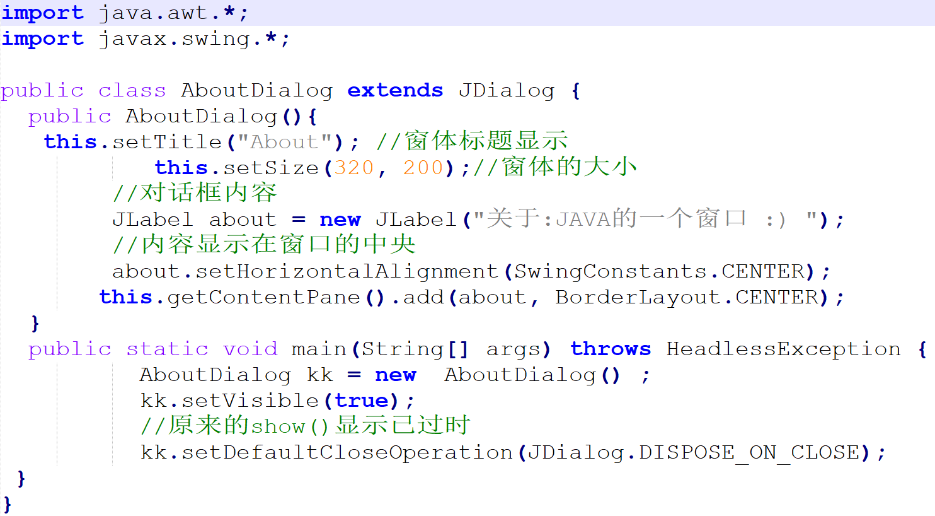 import java.awt.*;
import javax.swing.*;
public class AboutDialog extends JDialog {
public AboutDialog(){
this.setTitle("About"); //窗体标题显示
this.setSize(320, 200);//窗体的大小
//对话框内容
JLabel about = new JLabel("关于:JAVA的一个窗口 :) ");
//内容显示在窗口的中央
about.setHorizontalAlignment(SwingConstants.CENTER);
this.getContentPane().add(about, BorderLayout.CENTER);
}
public static void main(String[] args) throws HeadlessException {
AboutDialog kk = new  AboutDialog() ;
kk.setVisible(true);
//原来的show()显示已过时
kk.setDefaultCloseOperation(JDialog.DISPOSE_ON_CLOSE);
}
}